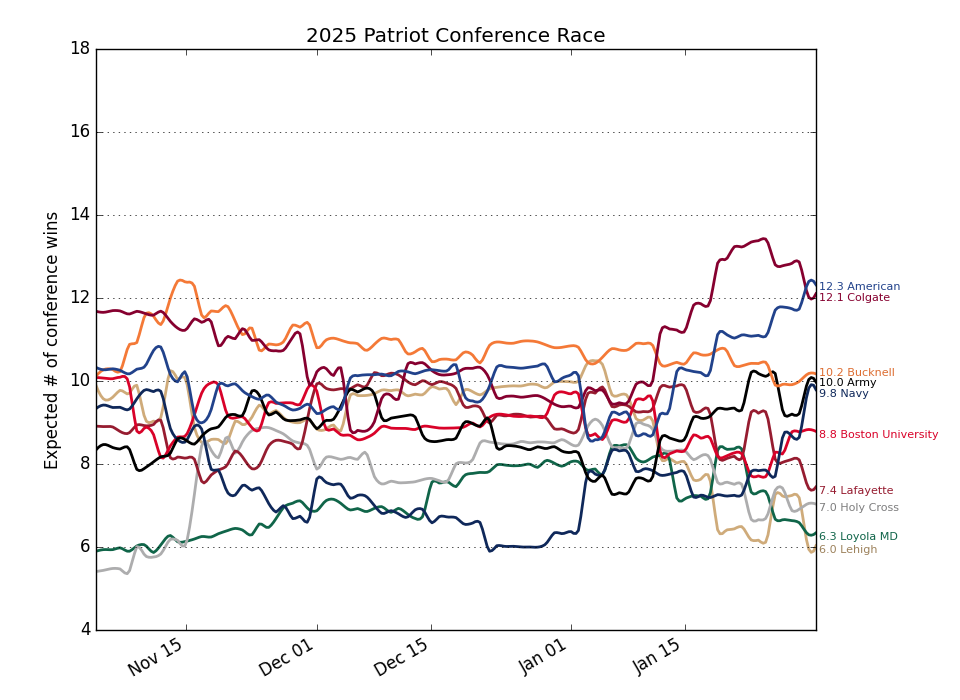 2025 Patriot Conference Race
Expected # of conference wins
18
16
14
12
10
8
6
4
Nov 15
Dec 01
Dec 15
Jan 01
Jan 15
12.3 American
12.1 Colgate
10.2 Bucknell
10.0 Army
9.8 Navy
8.8 Boston University
7.4 Lafayette
7.0 Holy Cross
6.3 Loyola MD
6.0 Lehigh